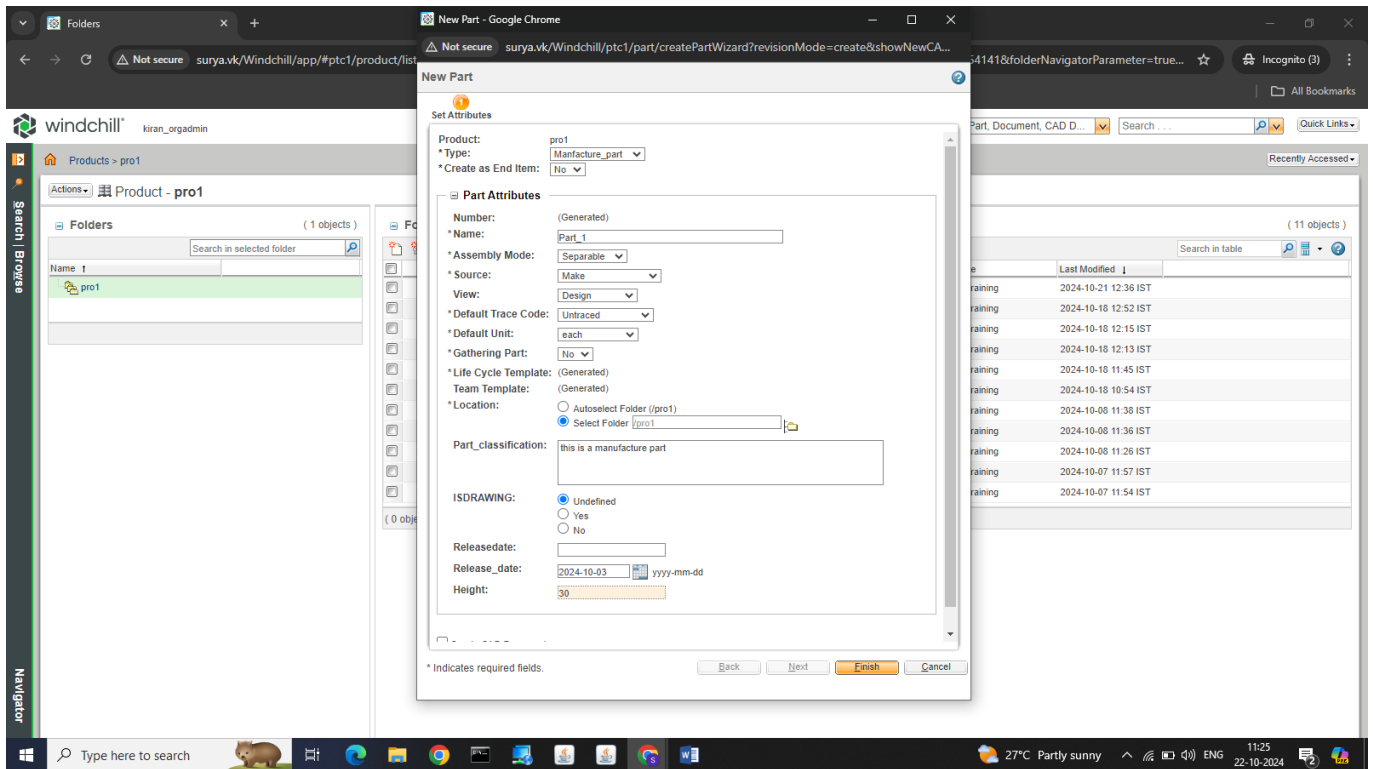 Folders
New Part - Google Chrome
Not secure surya.vk/Windchill/app/#ptc1/product/list
Not secure surya.vk/Windchill/ptc1/part/createPartWizard?revisionMode=create&showNewCA...
54141&folderNavigatorParameter=true...
Incognito (3)
All Bookmarks
windchill
kiran_orgadmin
Part, Document, CAD D...
Search . . .
Quick Links
Products > pro1
Recently Accessed
Search | Browse
Navigator
Actions
Product - pro1
Folders
( 1 objects )
Search in selected folder
Name
pro1
Fo
( 0 obje
( 11 objects )
Search in table
e
Last Modified
raining 2024-10-21 12:36 IST
raining 2024-10-18 12:52 IST
raining 2024-10-18 12:15 IST
raining 2024-10-18 12:13 IST
raining 2024-10-18 11:45 IST
raining 2024-10-18 10:54 IST
raining 2024-10-08 11:38 IST
raining 2024-10-08 11:36 IST
raining 2024-10-08 11:26 IST
raining 2024-10-07 11:57 IST
raining 2024-10-07 11:54 IST
New Part
1
Set Attributes
Product: pro1
*Type: Manfacture_part
*Create as End Item: No
Part Attributes
Number: (Generated)
*Name: Part_1
*Assembly Mode: Separable
*Source: Make
View: Design
*Default Trace Code: Untraced
*Default Unit: each
*Gathering Part: No
*Life Cycle Template: (Generated)
Team Template: (Generated)
*Location: Autoselect Folder (/pro1)
Select Folder /pro1
Part_classification: this is a manufacture part
ISDRAWING: Undefined
Yes
No
Releasedate:
Release_date: 2024-10-03 yyyy-mm-dd
Height: 30
* Indicates required fields.
Back
Next
Finish
Cancel
Type here to search
27°C Partly sunny
ENG
11:25
22-10-2024
2